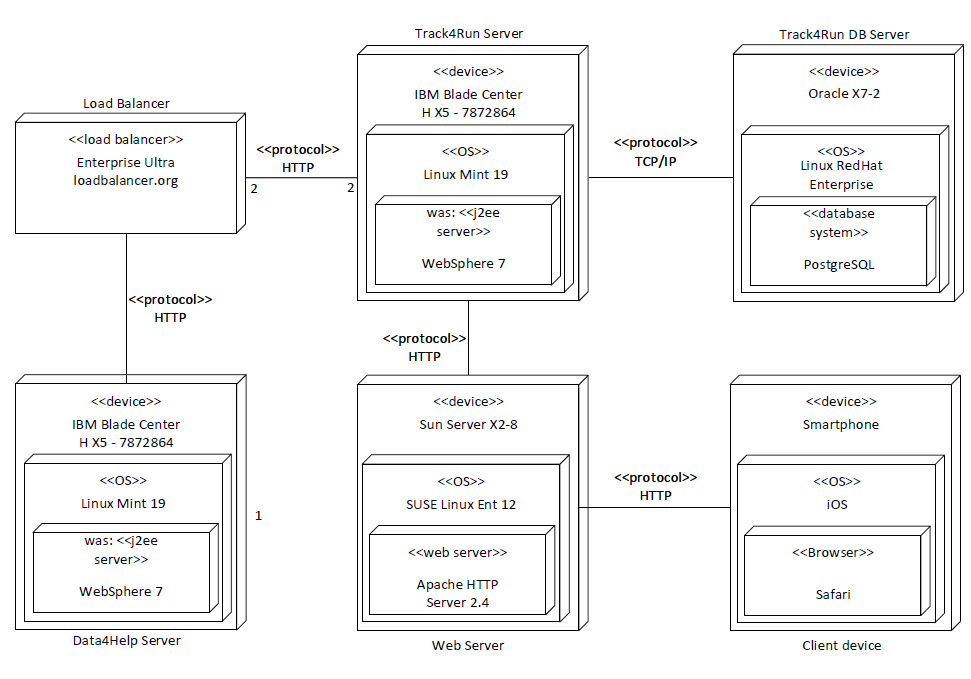 Track4Run Server
Track4Run DB Server
Load Balancer
<<load balancer>>
Enterprise Ultra
loadbalancer.org
<<protocol>>
HTTP
2
2
<<device>>
IBM Blade Center
H X5 - 7872864
<<OS>>
Linux Mint 19
was: <<j2ee
server>>
WebSphere 7
<<protocol>>
TCP/IP
<<device>>
Oracle X7-2
<<OS>>
Linux RedHat
Enterprise
<<database
system>>
PostgreSQL
<<protocol>>
HTTP
<<protocol>>
HTTP
<<device>>
IBM Blade Center
H X5 - 7872864
<<OS>>
Linux Mint 19
was: <<j2ee
server>>
WebSphere 7
1
Data4Help Server
<<device>>
Sun Server X2-8
<<OS>>
SUSE Linux Ent 12
<<web server>>
Apache HTTP
Server 2.4
Web Server
<<protocol>>
HTTP
<<device>>
Smartphone
<<OS>>
iOS
<<Browser>>
Safari
Client device